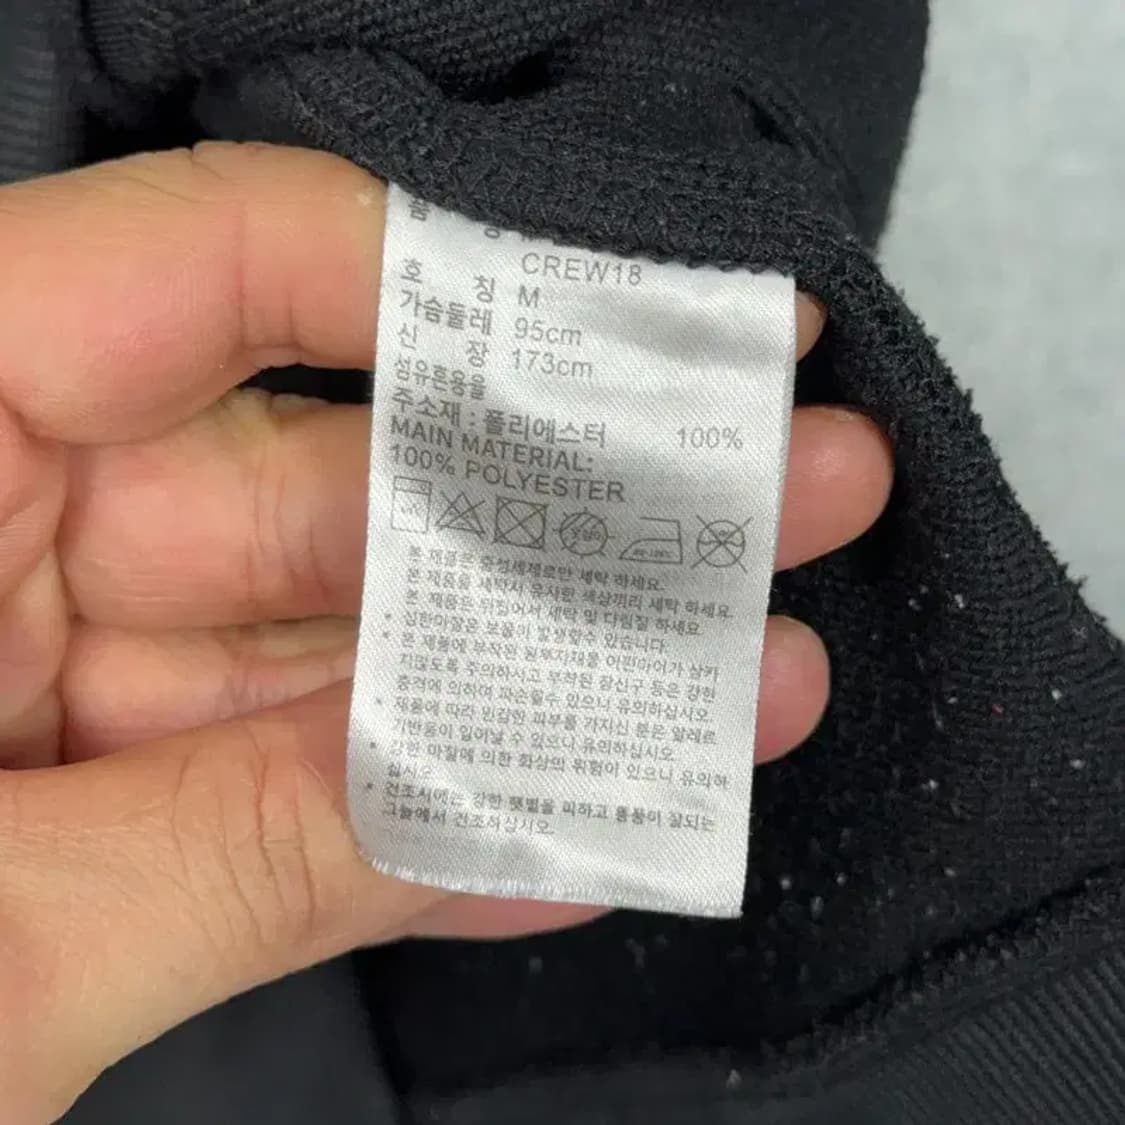 CREW18
호 칭 M
가슴둘레 95cm
신 장 173cm
섬유혼용율
주소재 : 폴리에스터 100%
MAIN MATERIAL:
100% POLYESTER
본 제품은 중성세제로만 세탁 하세요.
본 제품을 세탁시 유사한 색상끼리 세탁 하세요.
본 제품은 뒤집어서 세탁 및 다림질 하세요.
* 심한마찰은 보풀이 발생할수 있습니다.
* 본 제품에 부착된 원부자재를 어린아이가 삼키
지않도록 주의하시고 부착된 장신구 등은 강한
충격에 의하여 파손될수 있으니 유의하십시오.
* 제품에 따라 민감한 피부를 가지신 분은 알레르
기반응이 일어날 수 있으니 유의하십시오.
* 강한 마찰에 의한 화상의 위험이 있으니 유의하
십시오.
* 건조시에는 강한 햇볕을 피하고 통풍이 잘되는
그늘에서 건조하십시오.